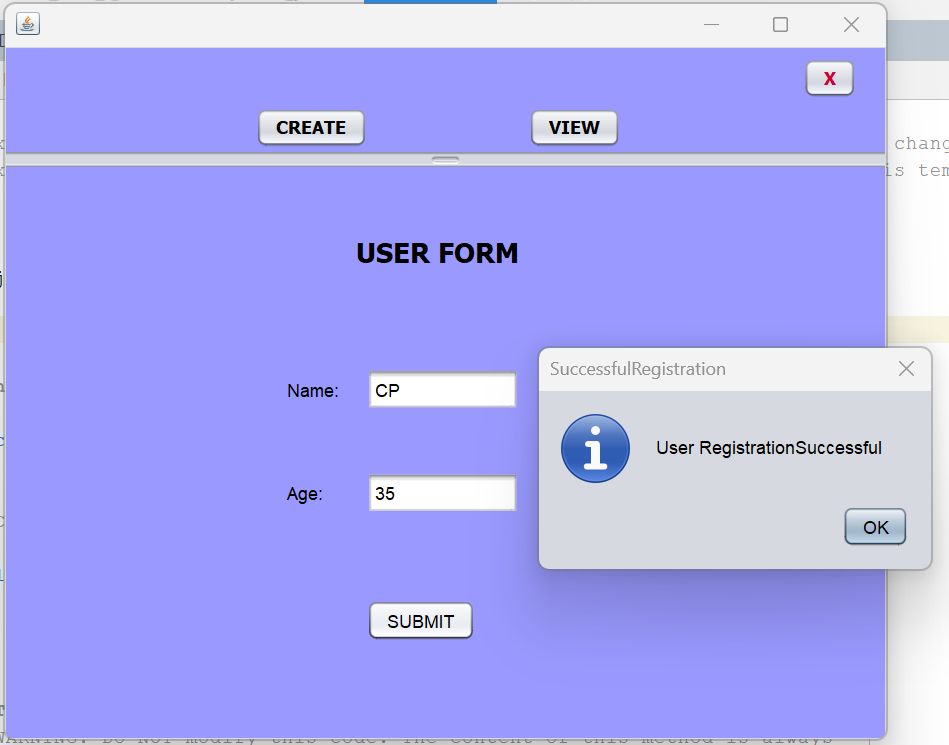 X
CREATE VIEW
chang
is tem
USER FORM
SuccessfulRegistration
Name: CP
User RegistrationSuccessful
Age: 35
OK
SUBMIT
WARNING: Do NOT modify this code. The content of this method is always